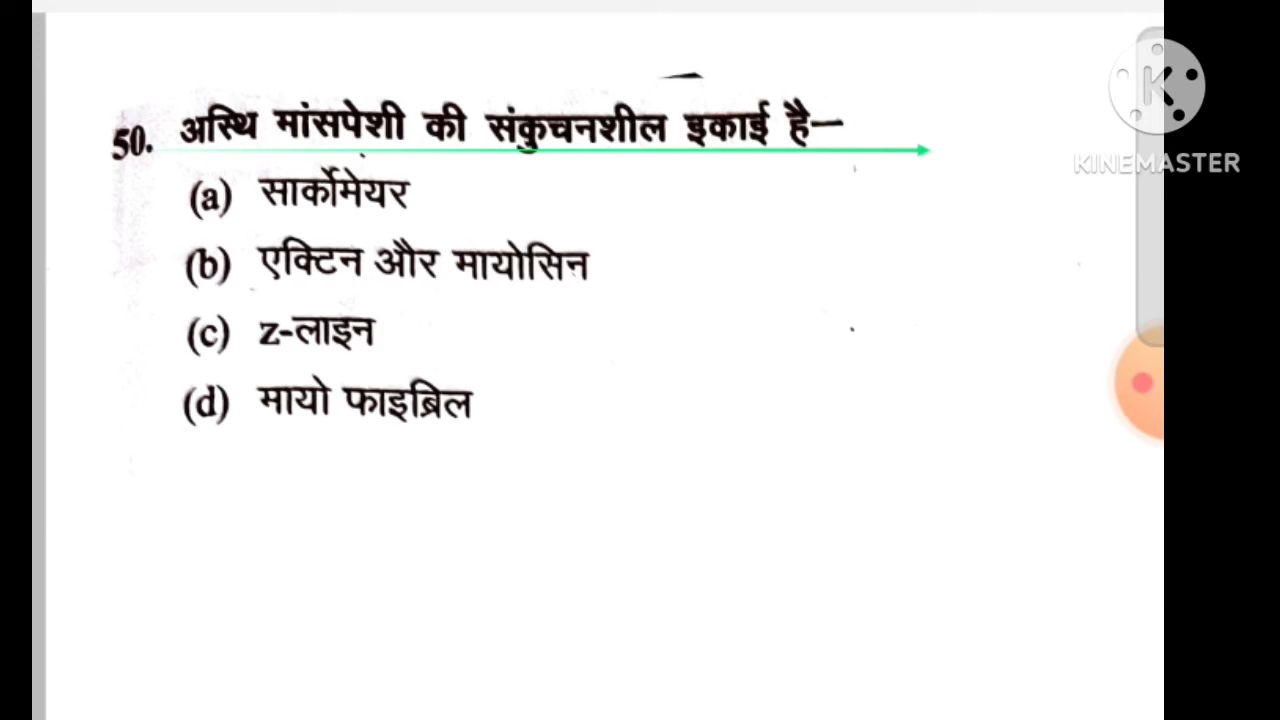 50. अस्थि मांसपेशी की संकुचनशील इकाई है—
(a) सार्कोमेयर
(b) एक्टिन और मायोसिन
(c) z-लाइन
(d) मायो फाइब्रिल
K
KINEMASTER